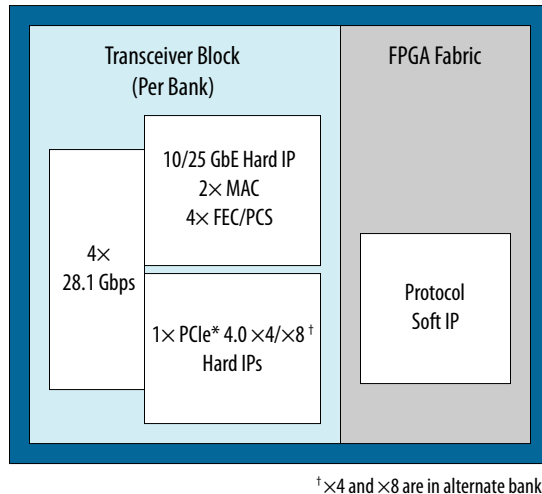 Transceiver Block
(Per Bank)
FPGA Fabric
10/25 GbE Hard IP
2× MAC
4× FEC/PCS
4×
28.1 Gbps
1× PCIe* 4.0 ×4/×8 †
Hard IPs
Protocol
Soft IP
† ×4 and ×8 are in alternate bank